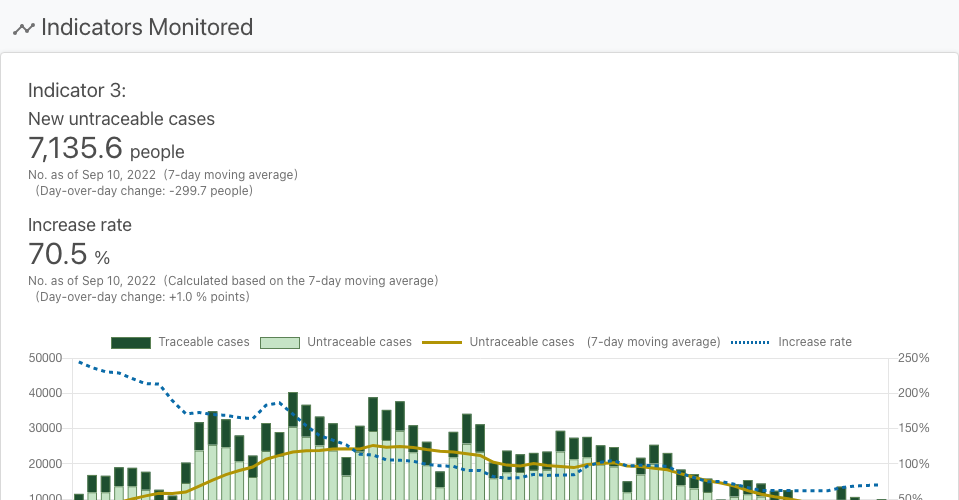 Indicators Monitored
Indicator 3:
New untraceable cases
7,135.6 people
No. as of Sep 10, 2022 (7-day moving average)
(Day-over-day change: -299.7 people)
Increase rate
70.5 %
No. as of Sep 10, 2022 (Calculated based on the 7-day moving average)
(Day-over-day change: +1.0 % points)
Traceable cases Untraceable cases Untraceable cases (7-day moving average) Increase rate
50000 250%
40000 200%
30000 150%
20000 100%
10000 50%